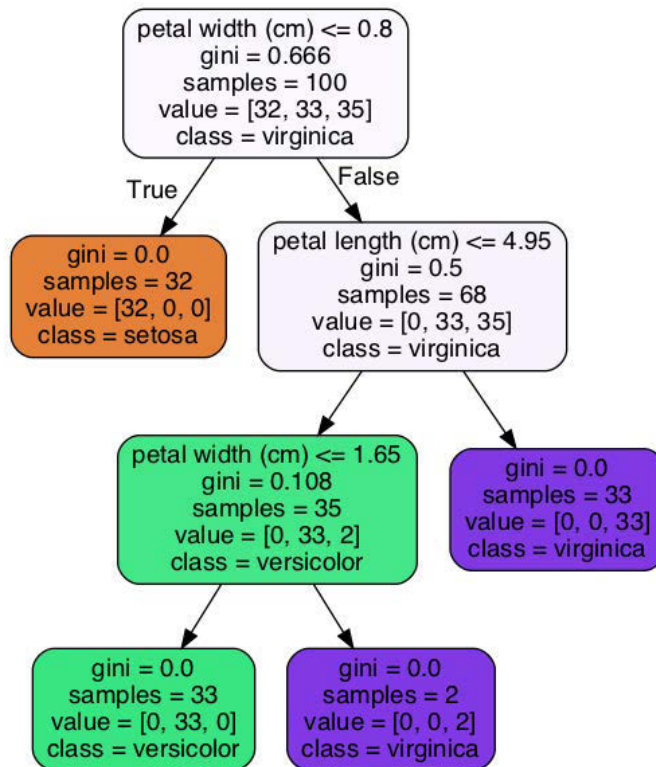 petal width (cm) <= 0.8
gini = 0.666
samples = 100
value = [32, 33, 35]
class = virginica
True
False
gini = 0.0
samples = 32
value = [32, 0, 0]
class = setosa
petal length (cm) <= 4.95
gini = 0.5
samples = 68
value = [0, 33, 35]
class = virginica
petal width (cm) <= 1.65
gini = 0.108
samples = 35
value = [0, 33, 2]
class = versicolor
gini = 0.0
samples = 33
value = [0, 0, 33]
class = virginica
gini = 0.0
samples = 33
value = [0, 33, 0]
class = versicolor
gini = 0.0
samples = 2
value = [0, 0, 2]
class = virginica